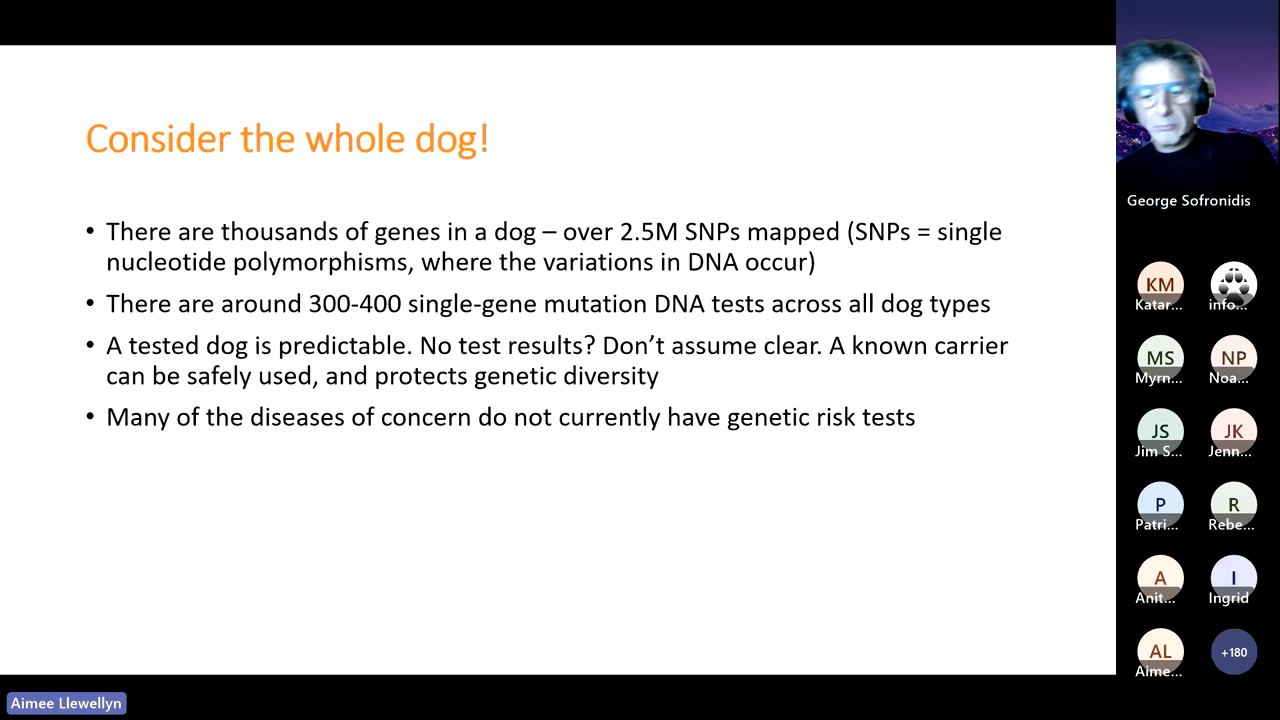 Consider the whole dog!
• There are thousands of genes in a dog – over 2.5M SNPs mapped (SNPs = single
nucleotide polymorphisms, where the variations in DNA occur)
• There are around 300-400 single-gene mutation DNA tests across all dog types
• A tested dog is predictable. No test results? Don’t assume clear. A known carrier
can be safely used, and protects genetic diversity
• Many of the diseases of concern do not currently have genetic risk tests
Aimee Llewellyn
George Sofronidis
KM
Katar...
info...
MS
Myrn...
NP
Noa...
JS
Jim S...
JK
Jenn...
P
Patri...
R
Rebe...
A
Anit...
I
Ingrid
AL
Aime...
+180